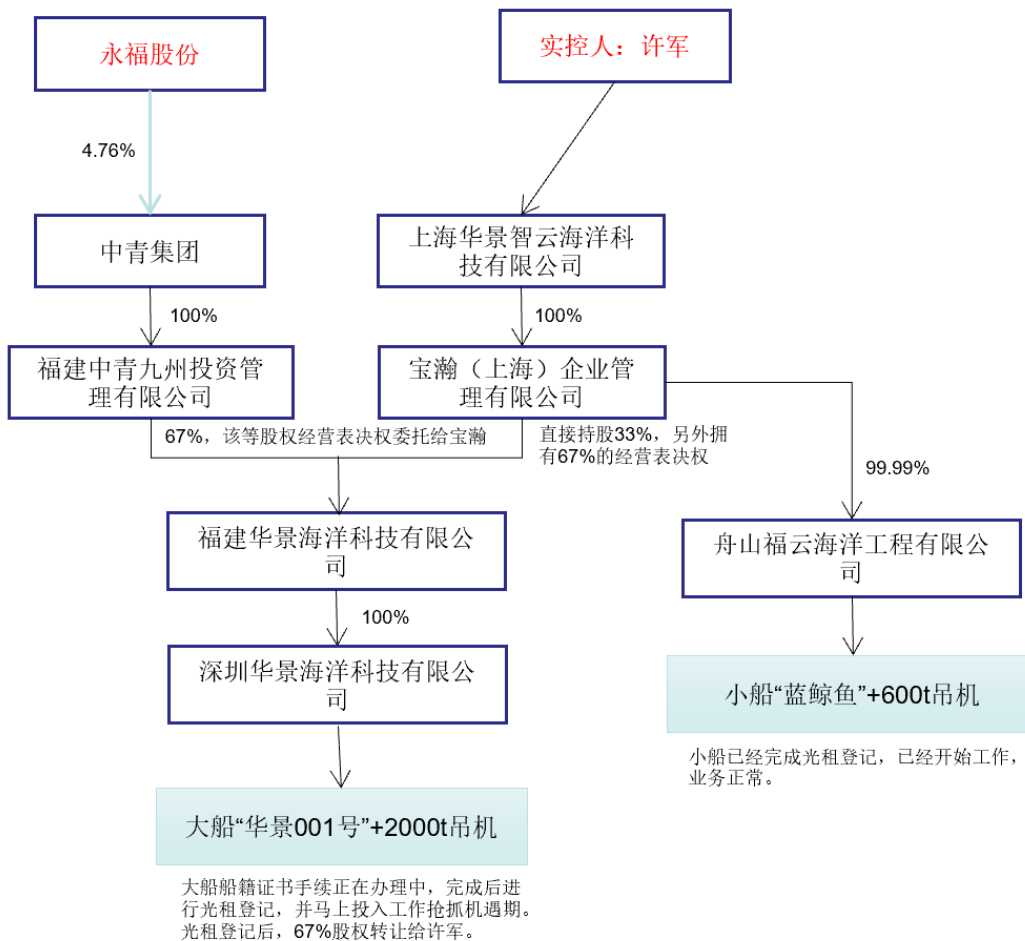 永福股份
实控人：许军
4.76%
中青集团
上海华景智云海洋科
技有限公司
100%
100%
福建中青九州投资管
理有限公司
宝瀚（上海）企业管
理有限公司
67%，该等股权经营表决权委托给宝瀚
直接持股33%，另外拥
有67%的经营表决权
99.99%
福建华景海洋科技有限公
司
舟山福云海洋工程有限公
司
100%
深圳华景海洋科技有限公
司
小船“蓝鲸鱼”+600t吊机
小船已经完成光租登记，已经开始工作，
业务正常。
大船“华景001号”+2000t吊机
大船船籍证书手续正在办理中，完成后进
行光租登记，并马上投入工作抢抓机遇期。
光租登记后，67%股权转让给许军。